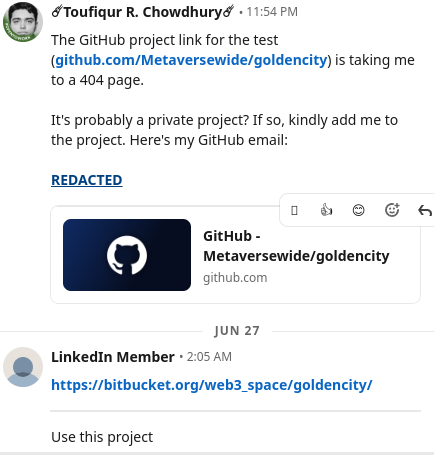 ☄Toufiqur R. Chowdhury☄ • 11:54 PM
The GitHub project link for the test
(github.com/Metaversewide/goldencity) is taking me
to a 404 page.
It's probably a private project? If so, kindly add me to
the project. Here's my GitHub email:
REDACTED
GitHub -
Metaversewide/goldencity
github.com
JUN 27
LinkedIn Member • 2:05 AM
https://bitbucket.org/web3_space/goldencity/
Use this project